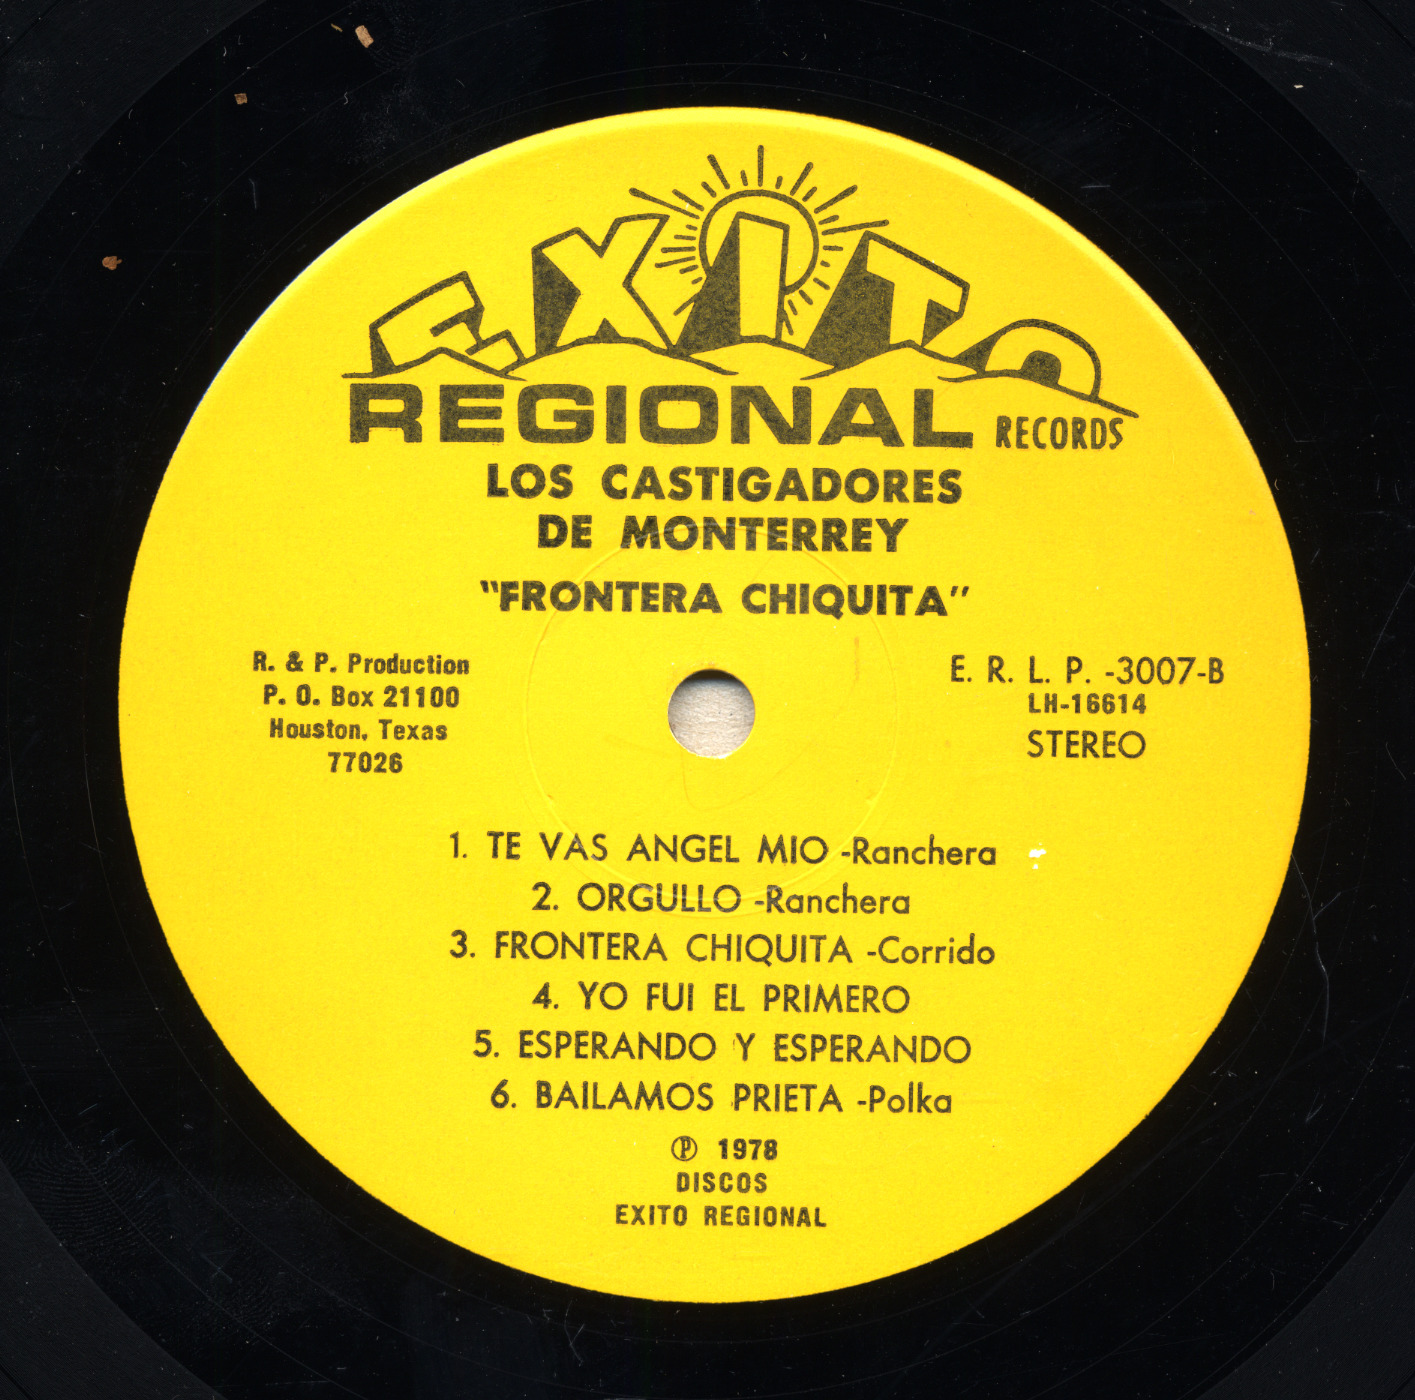 EXITO
REGIONAL RECORDS
LOS CASTIGADORES
DE MONTERREY
"FRONTERA CHIQUITA"
R. & P. Production
P. O. Box 21100
Houston, Texas
77026
E. R. L. P. -3007-B
LH-16614
STEREO
1. TE VAS ANGEL MIO -Ranchera
2. ORGULLO -Ranchera
3. FRONTERA CHIQUITA -Corrido
4. YO FUI EL PRIMERO
5. ESPERANDO Y ESPERANDO
6. BAILAMOS PRIETA -Polka
Ⓟ 1978
DISCOS
EXITO REGIONAL